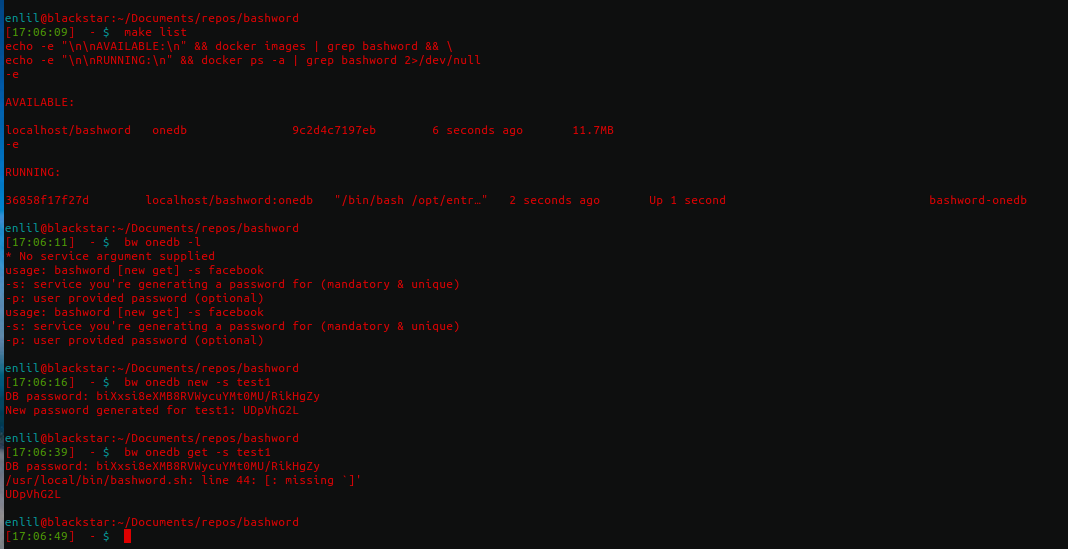 enlil@blackstar:~/Documents/repos/bashword
[17:06:09] - $ make list
echo -e "\n\nAVAILABLE:\n" && docker images | grep bashword && \
echo -e "\n\nRUNNING:\n" && docker ps -a | grep bashword 2>/dev/null
-e
AVAILABLE:
localhost/bashword onedb 9c2d4c7197eb 6 seconds ago 11.7MB
-e
RUNNING:
36858f17f27d localhost/bashword:onedb "/bin/bash /opt/entr…" 2 seconds ago Up 1 second bashword-onedb
enlil@blackstar:~/Documents/repos/bashword
[17:06:11] - $ bw onedb -l
* No service argument supplied
usage: bashword [new get] -s facebook
-s: service you're generating a password for (mandatory & unique)
-p: user provided password (optional)
usage: bashword [new get] -s facebook
-s: service you're generating a password for (mandatory & unique)
-p: user provided password (optional)
enlil@blackstar:~/Documents/repos/bashword
[17:06:16] - $ bw onedb new -s test1
DB password: biXxsi8eXMB8RVWycuYMt0MU/RikHgZy
New password generated for test1: UDpVhG2L
enlil@blackstar:~/Documents/repos/bashword
[17:06:39] - $ bw onedb get -s test1
DB password: biXxsi8eXMB8RVWycuYMt0MU/RikHgZy
/usr/local/bin/bashword.sh: line 44: [: missing `]'
UDpVhG2L
enlil@blackstar:~/Documents/repos/bashword
[17:06:49] - $